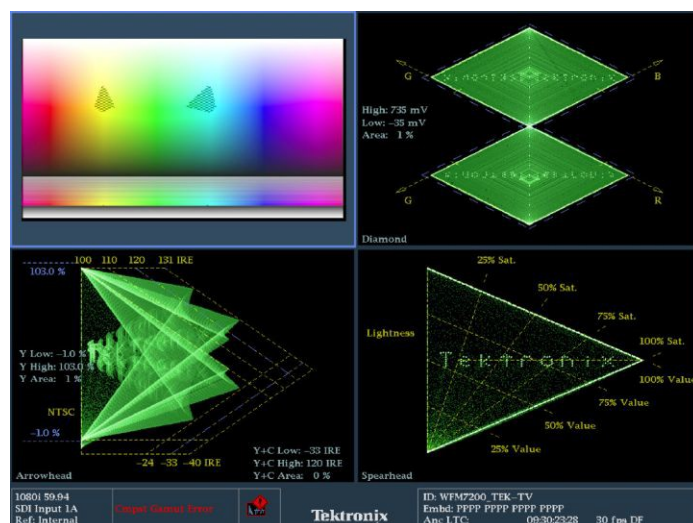 G
B
High: 735 mV
Low: −35 mV
Area: 1 %
G
R
Diamond
100 110 120 131 IRE
103.0 %
Y Low: −1.0 %
Y High: 103.0 %
Y Area: 1 %
NTSC
−1.0 %
−24 −33 −40 IRE
Y+C Low: −33 IRE
Y+C High: 120 IRE
Y+C Area: 0 %
Arrowhead
25% Sat.
50% Sat.
75% Sat.
100% Sat.
Lightness
Tektronix
100% Value
75% Value
50% Value
25% Value
Spearhead
1080i 59.94
SDI Input 1A
Ref: Internal
Cmpst Gamut Error
Tektronix
ID: WFM7200_TEK-TV
Embd: PPPP PPPP PPPP PPPP
Anc LTC: 09:30:23:28 30 fps DF